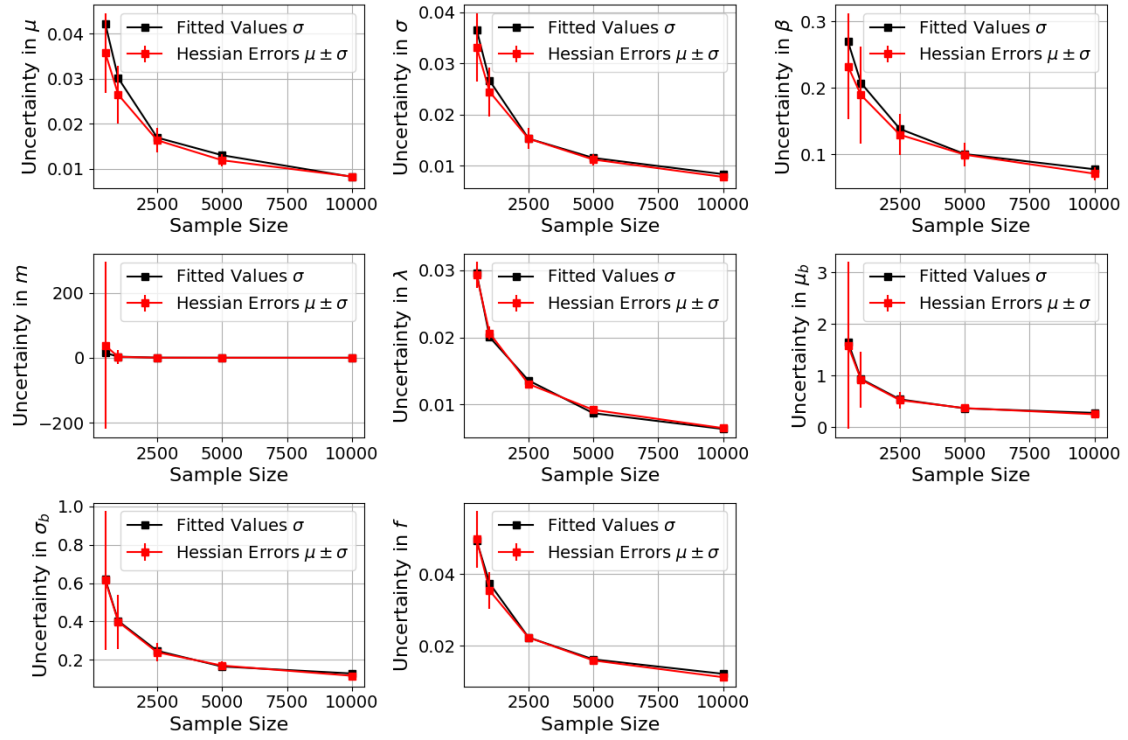 Uncertainty in μ
0.04
0.03
0.02
0.01
Fitted Values σ
Hessian Errors μ ± σ
2500 5000 7500 10000
Sample Size
Uncertainty in σ
0.04
0.03
0.02
0.01
Fitted Values σ
Hessian Errors μ ± σ
2500 5000 7500 10000
Sample Size
Uncertainty in β
0.3
0.2
0.1
Fitted Values σ
Hessian Errors μ ± σ
2500 5000 7500 10000
Sample Size
Uncertainty in m
200
0
−200
Fitted Values σ
Hessian Errors μ ± σ
2500 5000 7500 10000
Sample Size
Uncertainty in λ
0.03
0.02
0.01
Fitted Values σ
Hessian Errors μ ± σ
2500 5000 7500 10000
Sample Size
Uncertainty in μ_b
3
2
1
0
Fitted Values σ
Hessian Errors μ ± σ
2500 5000 7500 10000
Sample Size
Uncertainty in σ_b
1.0
0.8
0.6
0.4
0.2
Fitted Values σ
Hessian Errors μ ± σ
2500 5000 7500 10000
Sample Size
Uncertainty in f
0.04
0.02
Fitted Values σ
Hessian Errors μ ± σ
2500 5000 7500 10000
Sample Size